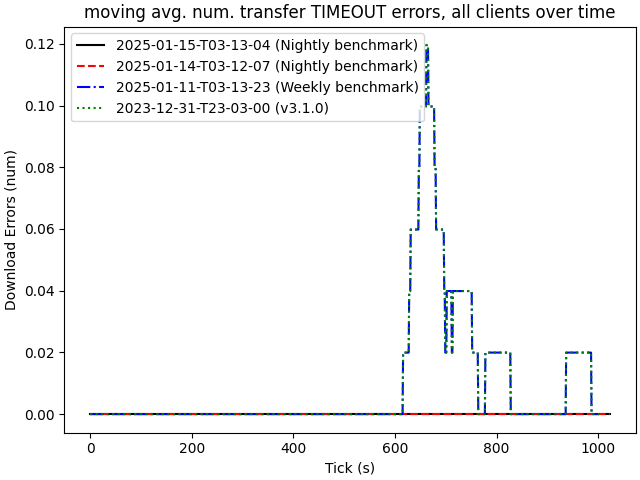 moving avg. num. transfer TIMEOUT errors, all clients over time
2025-01-15-T03-13-04 (Nightly benchmark)
2025-01-14-T03-12-07 (Nightly benchmark)
2025-01-11-T03-13-23 (Weekly benchmark)
2023-12-31-T23-03-00 (v3.1.0)
Download Errors (num)
0.12
0.10
0.08
0.06
0.04
0.02
0.00
0 200 400 600 800 1000
Tick (s)